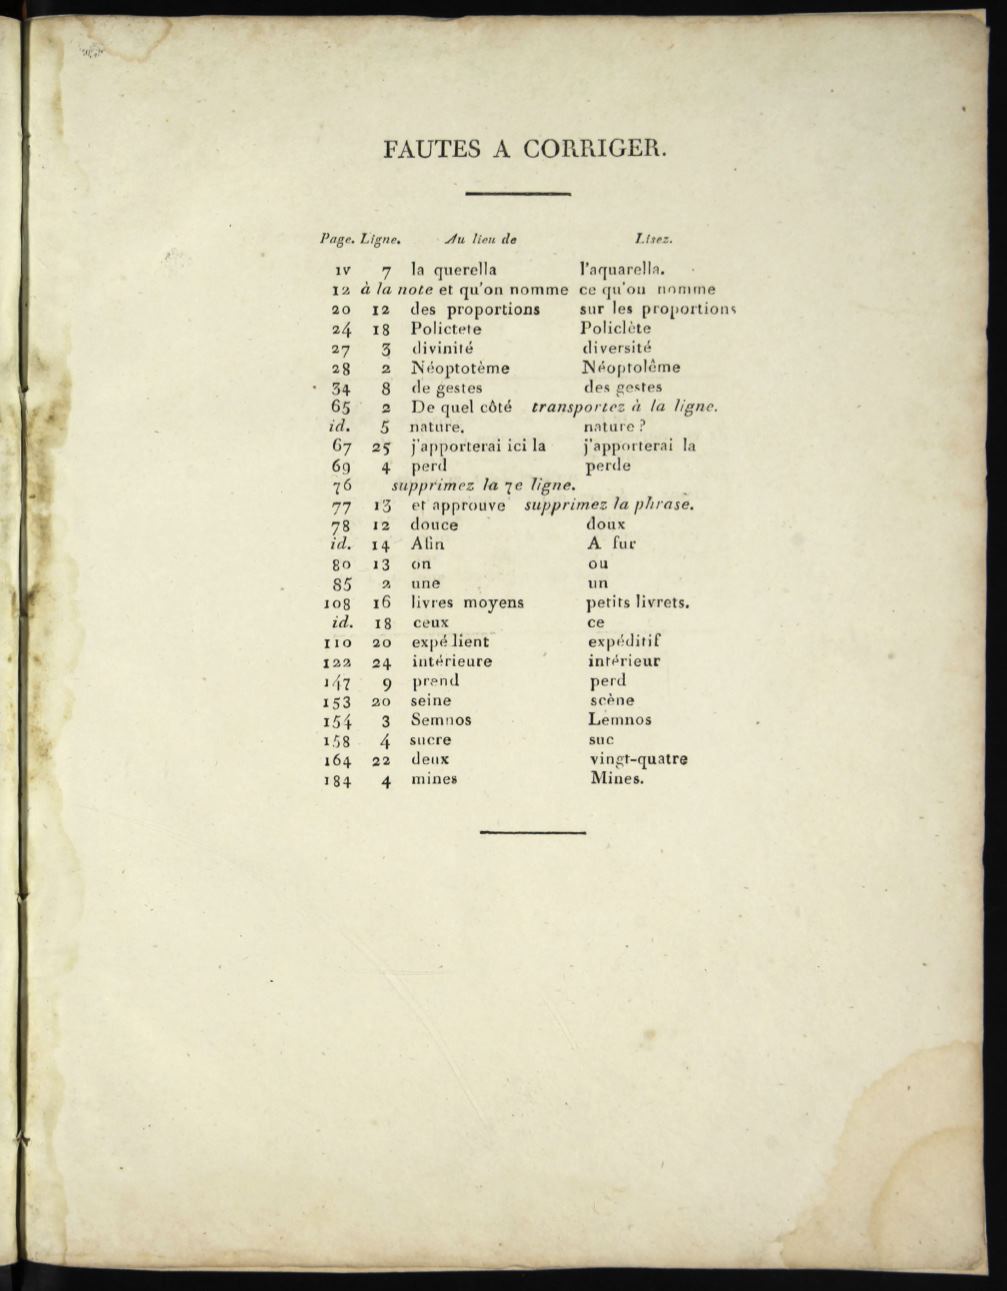 FAUTES A CORRIGER.
Page. Ligne. Au lieu de Lisez.
IV 7 la querella l'aquarella.
12 à la note et qu'on nomme ce qu'on nomme
20 12 des proportions sur les proportions
24 18 Polictete Policlète
27 3 divinité diversité
28 2 Néoptotème Néoptolême
34 8 de gestes des gestes
65 2 De quel côté transportez à la ligne.
id. 5 nature. nature ?
67 25 j'apporterai ici la j'apporterai la
69 4 perd perde
76 supprimez la 7e ligne.
77 13 et approuve supprimez la phrase.
78 12 douce doux
id. 14 Afin A fur
80 13 on ou
85 2 une un
108 16 livres moyens petits livrets.
id. 18 ceux ce
110 20 expédient expéditif
122 24 intérieure intérieur
147 9 prend perd
153 20 seine scène
154 3 Semnos Lemnos
158 4 sucre suc
164 22 deux vingt-quatre
184 4 mines Mines.